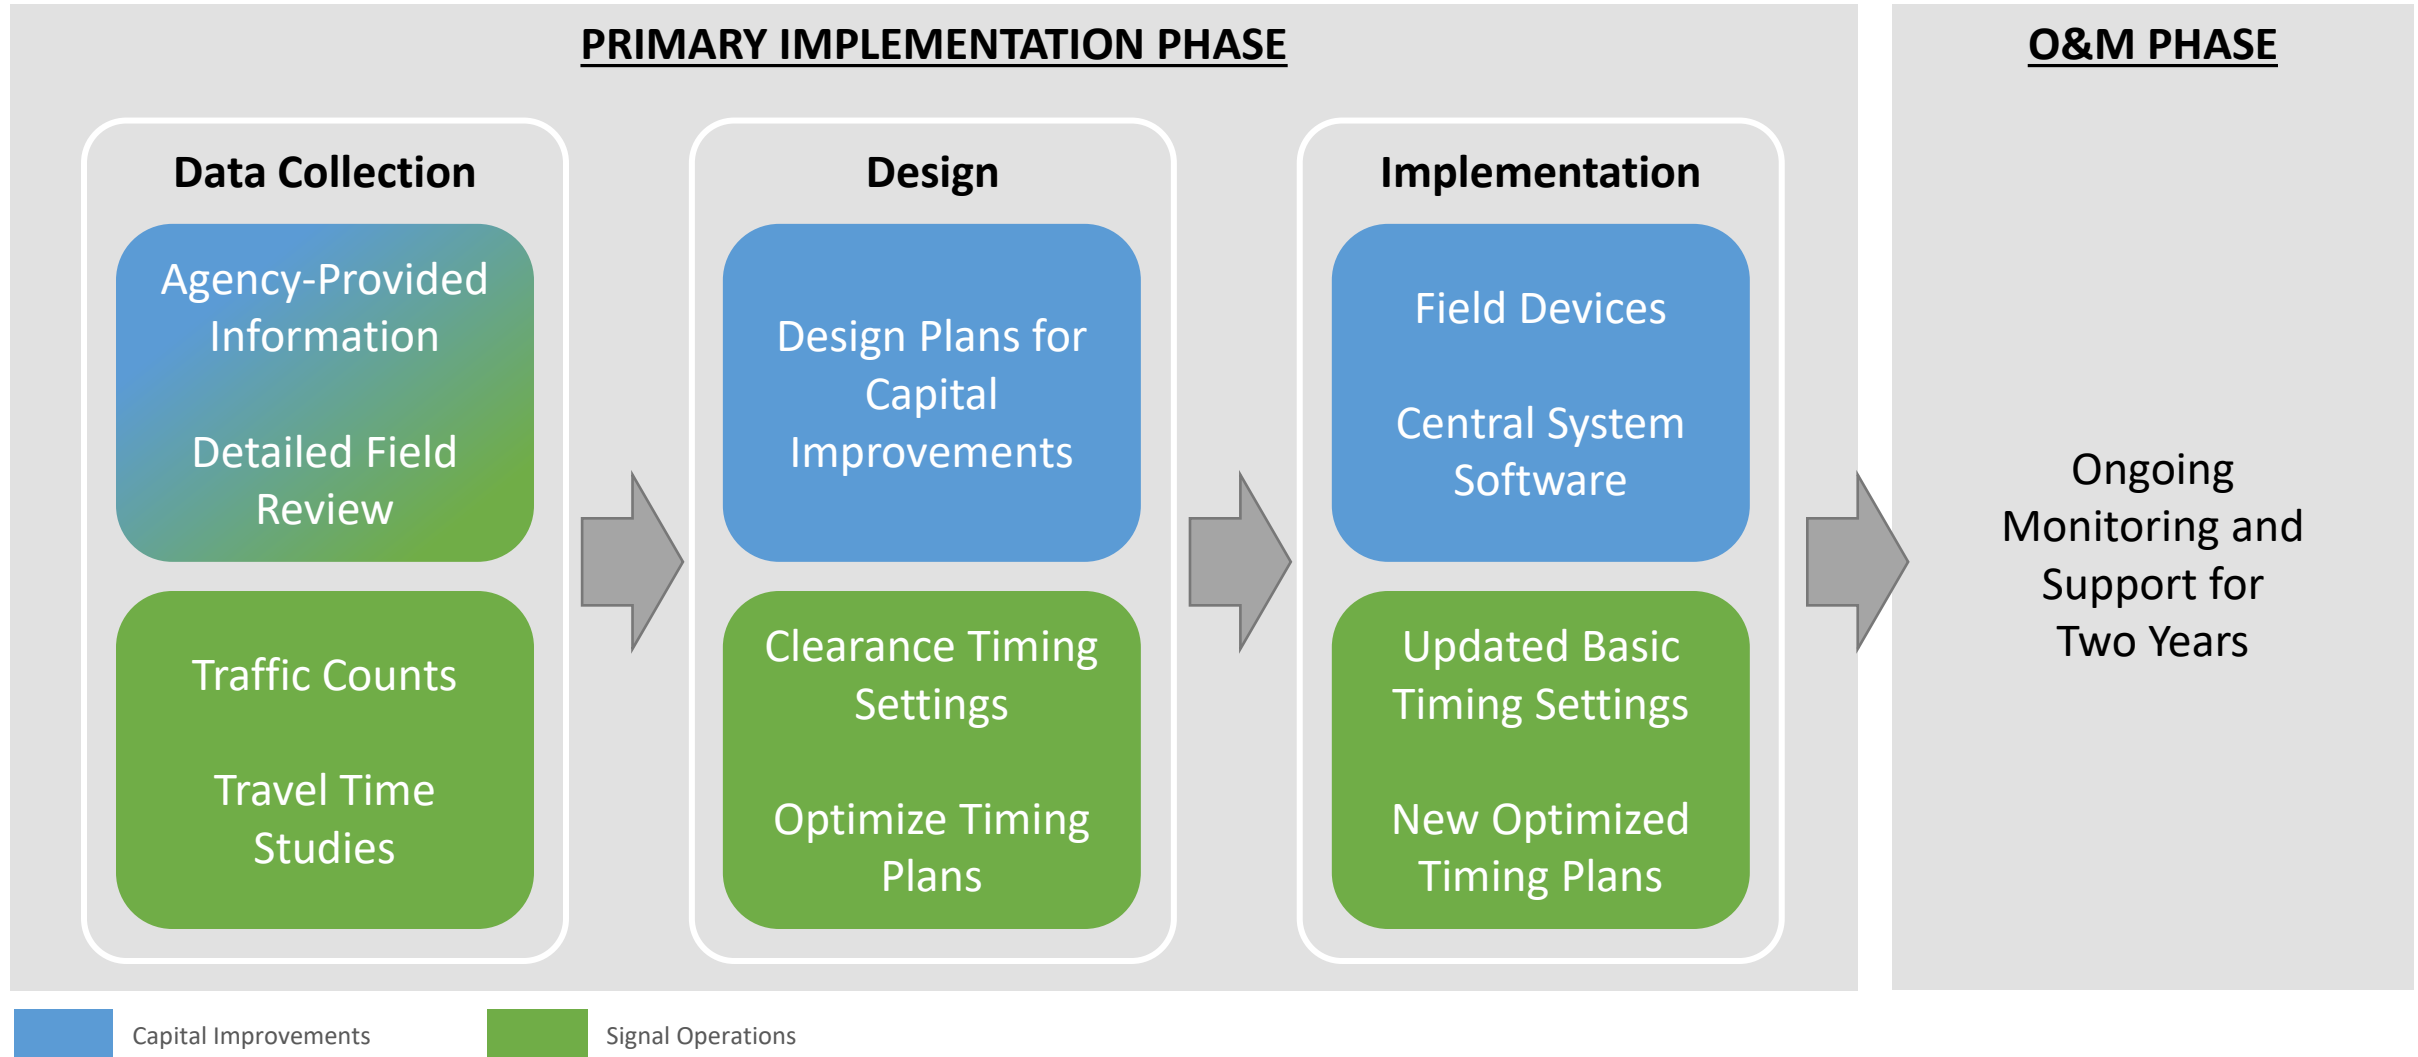 PRIMARY IMPLEMENTATION PHASE
Data Collection
Agency-Provided
Information
Detailed Field
Review
Traffic Counts
Travel Time
Studies
Design
Design Plans for
Capital
Improvements
Clearance Timing
Settings
Optimize Timing
Plans
Implementation
Field Devices
Central System
Software
Updated Basic
Timing Settings
New Optimized
Timing Plans
O&M PHASE
Ongoing
Monitoring and
Support for
Two Years
Capital Improvements
Signal Operations